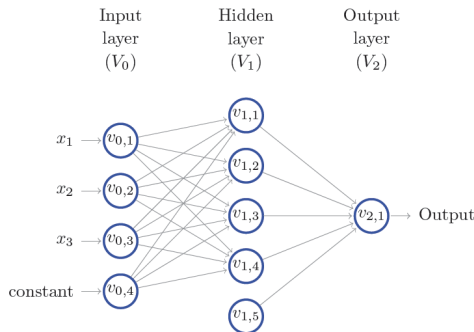 Input layer (V₀)
Hidden layer (V₁)
Output layer (V₂)
x₁
x₂
x₃
constant
v₀,₁
v₀,₂
v₀,₃
v₀,₄
v₁,₁
v₁,₂
v₁,₃
v₁,₄
v₁,₅
v₂,₁
Output